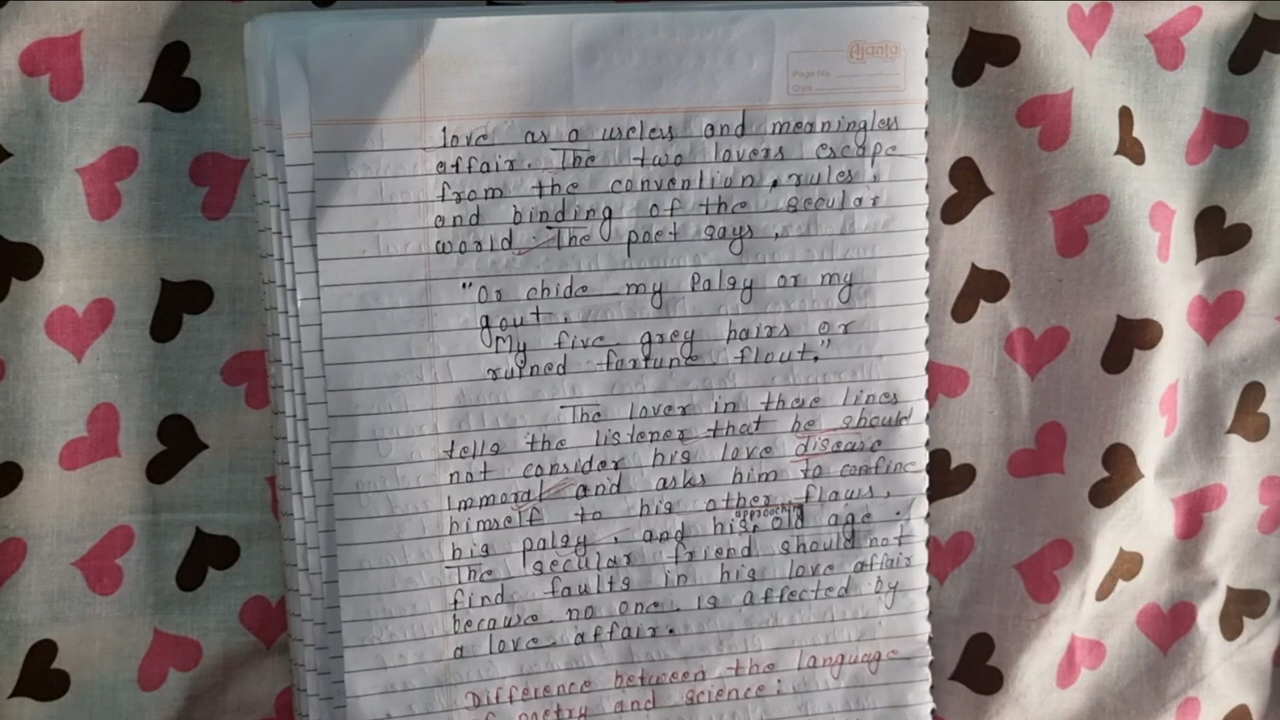 Ajanta
Page No.
Date
love as a useless and meaningless
affair. The two lovers escape
from the convention, rules,
and binding of the secular
world. The poet says,
"Or chide my Palsy or my
gout,
My five grey hairs or
ruined fortune flout."
The lover in these lines
tells the listener that he should
not consider his love disease
immoral and asks him to confine
himself to his other flaws,
his palsy, and his approaching old age.
The secular friend should not
find faults in his love affair
because no one is affected by
a love affair.
Difference between the language
of poetry and science: